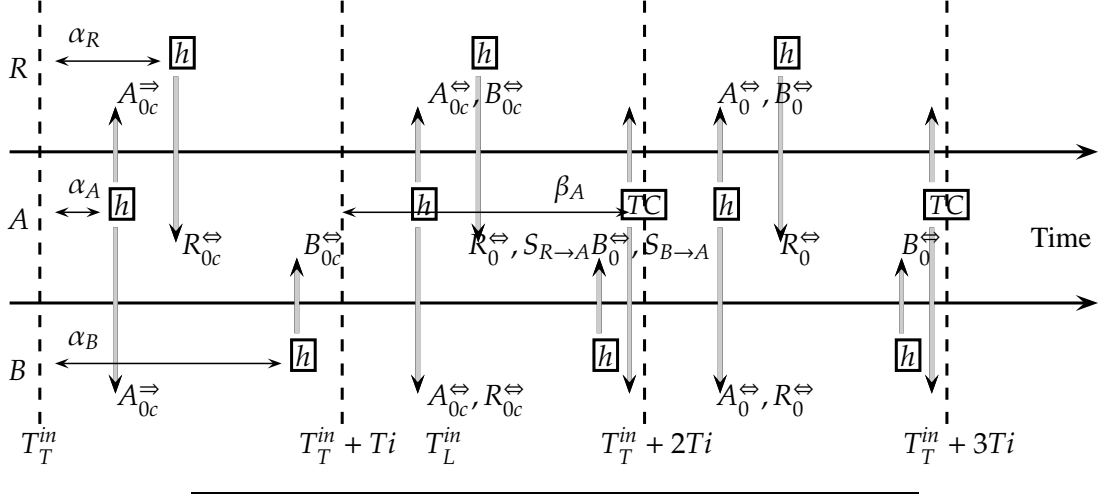 α_R h h h
R
A_{0c}^⇒ A_{0c}^⇔, B_{0c}^⇔ A_0^⇔, B_0^⇔
α_A h h β_A TC h TC
A
R_{0c}^⇔ B_{0c}^⇔ R_0^⇔, S_{R→A} B_0^⇔, S_{B→A} R_0^⇔ B_0^⇔ Time
α_B h h h
B
A_{0c}^⇒ A_{0c}^⇔, R_{0c}^⇔ A_0^⇔, R_0^⇔
T_T^{in} T_T^{in} + Ti T_L^{in} T_T^{in} + 2Ti T_T^{in} + 3Ti